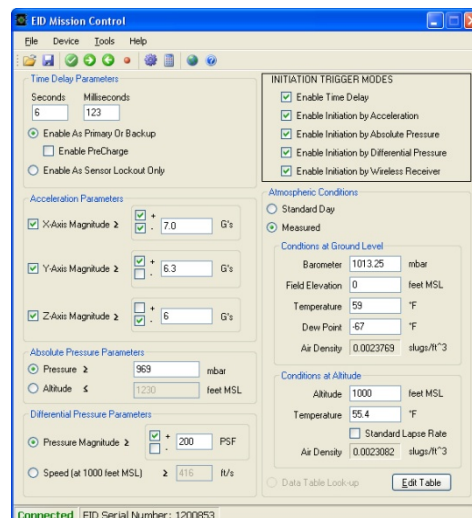 EID Mission Control
File Device Tools Help
Time Delay Parameters
Seconds Milliseconds
6 123
Enable As Primary Or Backup
Enable PreCharge
Enable As Sensor Lockout Only
INITIATION TRIGGER MODES
Enable Time Delay
Enable Initiation by Acceleration
Enable Initiation by Absolute Pressure
Enable Initiation by Differential Pressure
Enable Initiation by Wireless Receiver
Acceleration Parameters
X-Axis Magnitude ≥ + - 7.0 G's
Y-Axis Magnitude ≥ + - 6.3 G's
Z-Axis Magnitude ≥ + - 6 G's
Absolute Pressure Parameters
Pressure ≥ 969 mbar
Altitude ≤ 1230 feet MSL
Differential Pressure Parameters
Pressure Magnitude ≥ + - 200 PSF
Speed (at 1000 feet MSL) ≥ 416 ft/s
Atmospheric Conditions
Standard Day
Measured
Condtions at Ground Level
Barometer 1013.25 mbar
Field Elevation 0 feet MSL
Temperature 59 °F
Dew Point -67 °F
Air Density 0.0023769 slugs/ft^3
Conditions at Altitude
Altitude 1000 feet MSL
Temperature 55.4 °F
Standard Lapse Rate
Air Density 0.0023082 slugs/ft^3
Data Table Look-up Edit Table
Connected EID Serial Number: 1200853